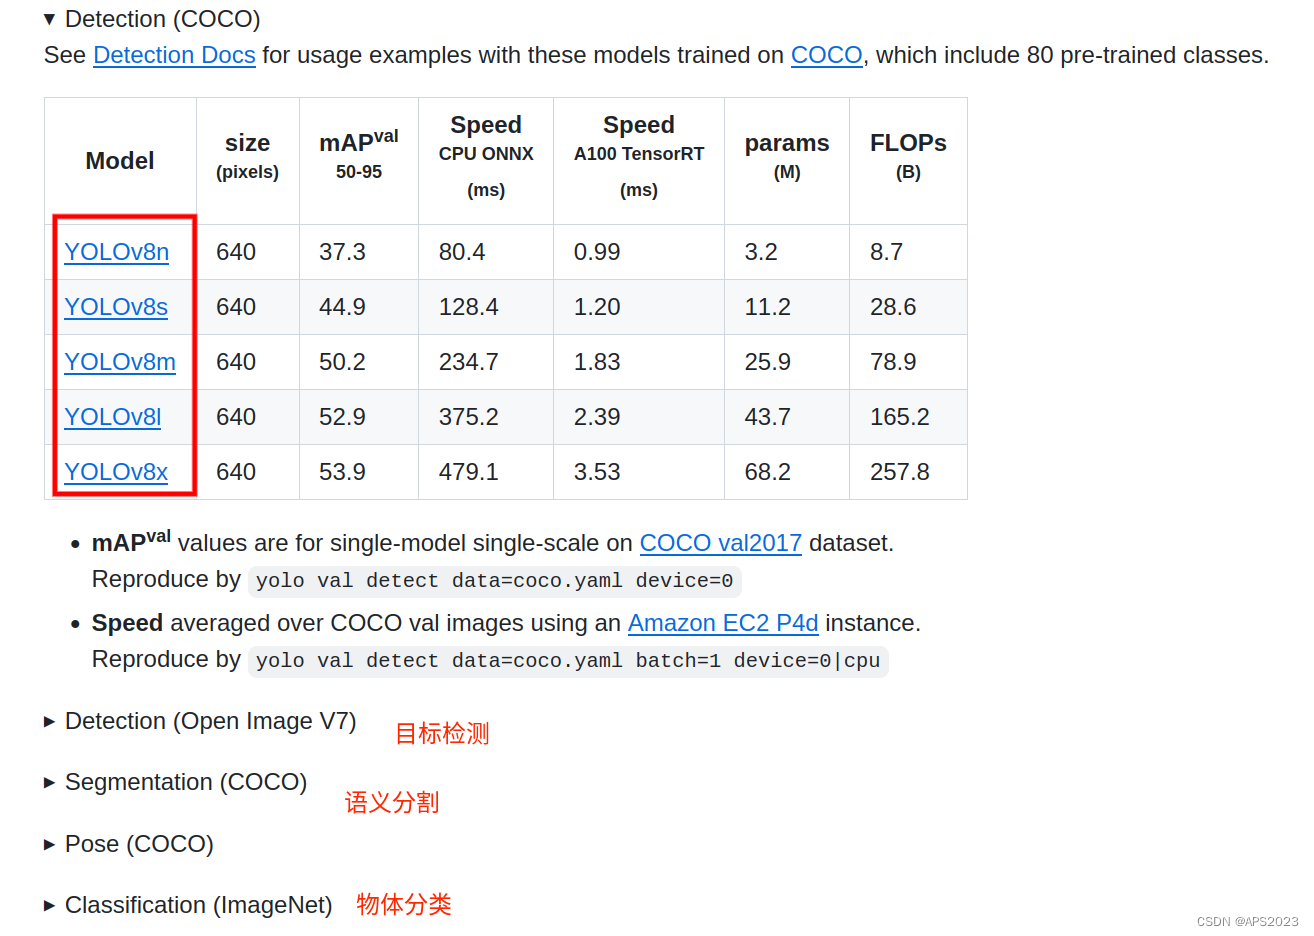 ▼ Detection (COCO)
See Detection Docs for usage examples with these models trained on COCO, which include 80 pre-trained classes.
Model size (pixels) mAPval 50-95 Speed CPU ONNX (ms) Speed A100 TensorRT (ms) params (M) FLOPs (B)
YOLOv8n 640 37.3 80.4 0.99 3.2 8.7
YOLOv8s 640 44.9 128.4 1.20 11.2 28.6
YOLOv8m 640 50.2 234.7 1.83 25.9 78.9
YOLOv8l 640 52.9 375.2 2.39 43.7 165.2
YOLOv8x 640 53.9 479.1 3.53 68.2 257.8
• mAPval values are for single-model single-scale on COCO val2017 dataset.
Reproduce by yolo val detect data=coco.yaml device=0
• Speed averaged over COCO val images using an Amazon EC2 P4d instance.
Reproduce by yolo val detect data=coco.yaml batch=1 device=0|cpu
▶ Detection (Open Image V7) 目标检测
▶ Segmentation (COCO) 语义分割
▶ Pose (COCO)
▶ Classification (ImageNet) 物体分类
CSDN @APS2023